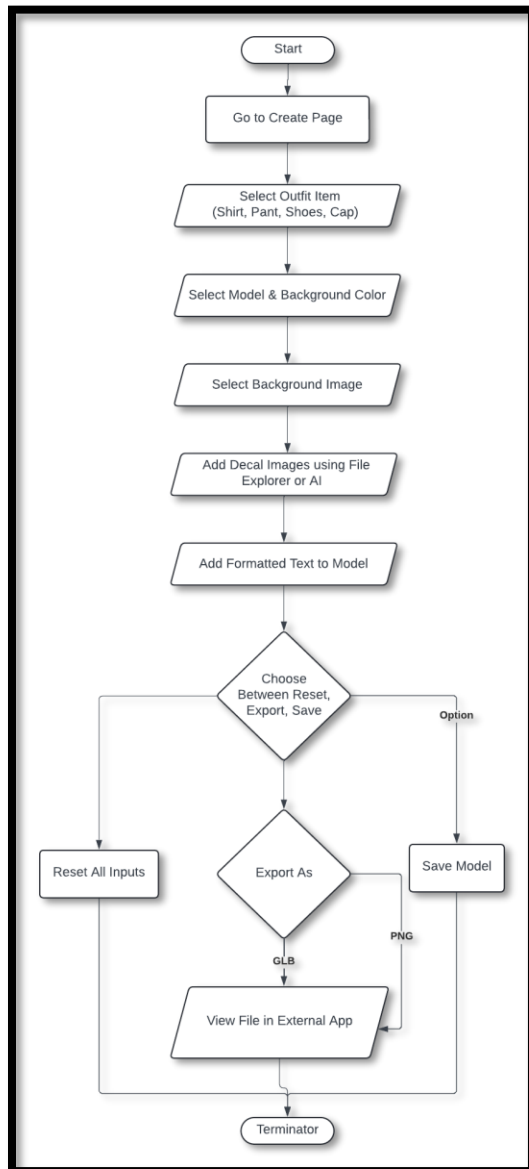 Start
Go to Create Page
Select Outfit Item
(Shirt, Pant, Shoes, Cap)
Select Model & Background Color
Select Background Image
Add Decal Images using File
Explorer or AI
Add Formatted Text to Model
Choose
Between Reset,
Export, Save
Option
Reset All Inputs
Export As
Save Model
PNG
GLB
View File in External App
Terminator